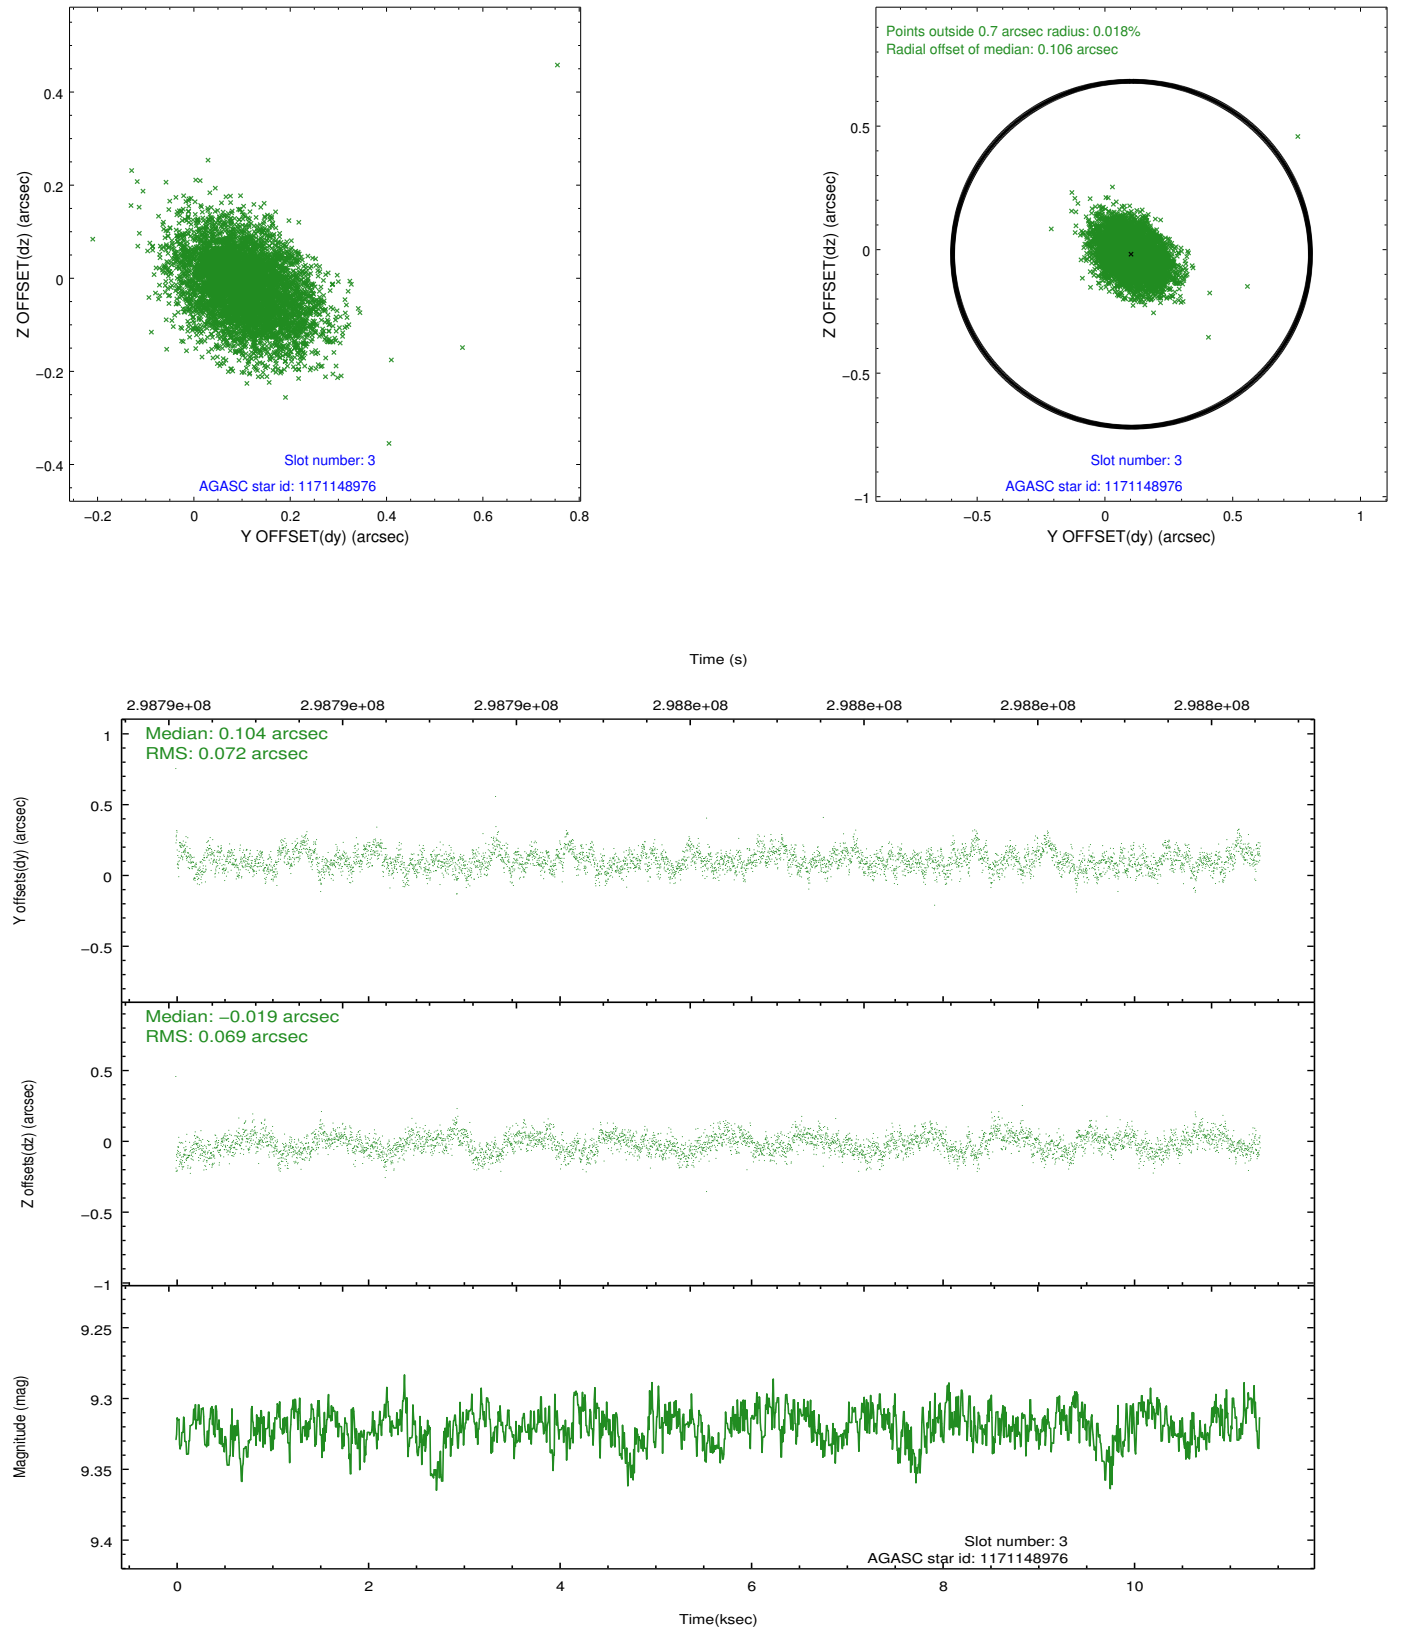 0.4
0.2
0
−0.2
−0.4
Z OFFSET(dz) (arcsec)
Slot number: 3
AGASC star id: 1171148976
−0.2 0 0.2 0.4 0.6 0.8
Y OFFSET(dy) (arcsec)
Points outside 0.7 arcsec radius: 0.018%
Radial offset of median: 0.106 arcsec
0.5
0
−0.5
−1
Z OFFSET(dz) (arcsec)
Slot number: 3
AGASC star id: 1171148976
−0.5 0 0.5 1
Y OFFSET(dy) (arcsec)
Time (s)
2.9879e+08 2.9879e+08 2.9879e+08 2.988e+08 2.988e+08 2.988e+08 2.988e+08
Median: 0.104 arcsec
RMS: 0.072 arcsec
1
0.5
0
−0.5
Y offsets(dy) (arcsec)
Median: −0.019 arcsec
RMS: 0.069 arcsec
0.5
0
−0.5
−1
Z offsets(dz) (arcsec)
9.25
9.3
9.35
9.4
Magnitude (mag)
Slot number: 3
AGASC star id: 1171148976
0 2 4 6 8 10
Time(ksec)